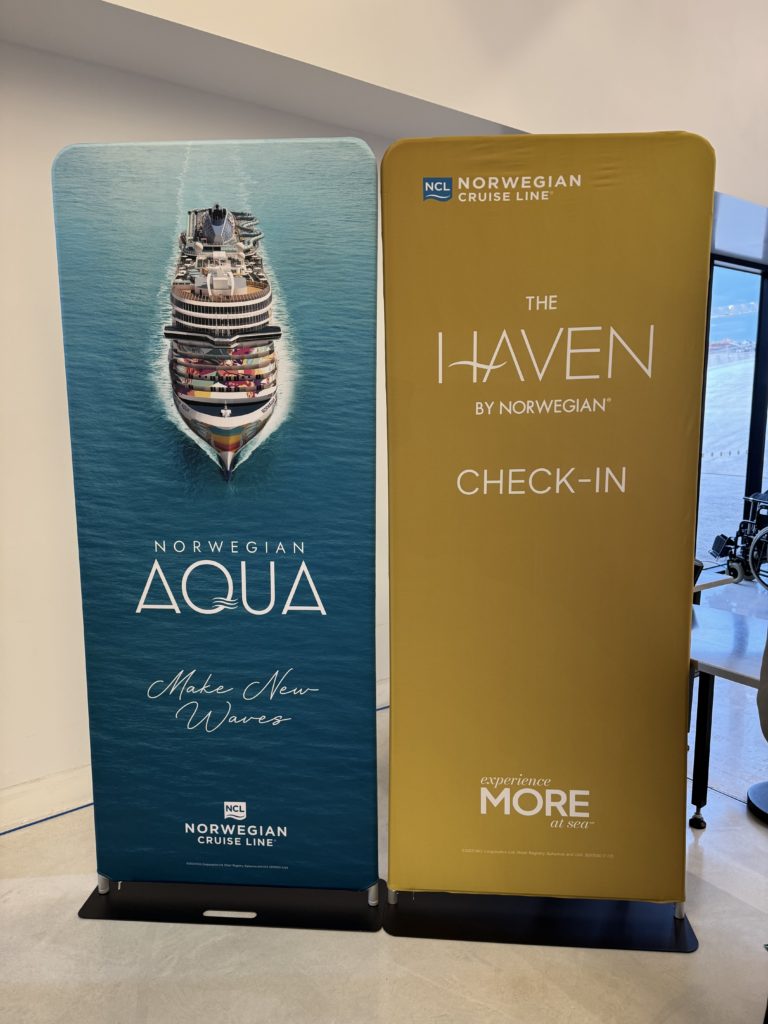 NORWEGIAN
AQUA
Make New
Waves
NCL
NORWEGIAN
CRUISE LINE®
NCL
NORWEGIAN
CRUISE LINE®
THE
HAVEN
BY NORWEGIAN®
CHECK-IN
experience
MORE
at sea™